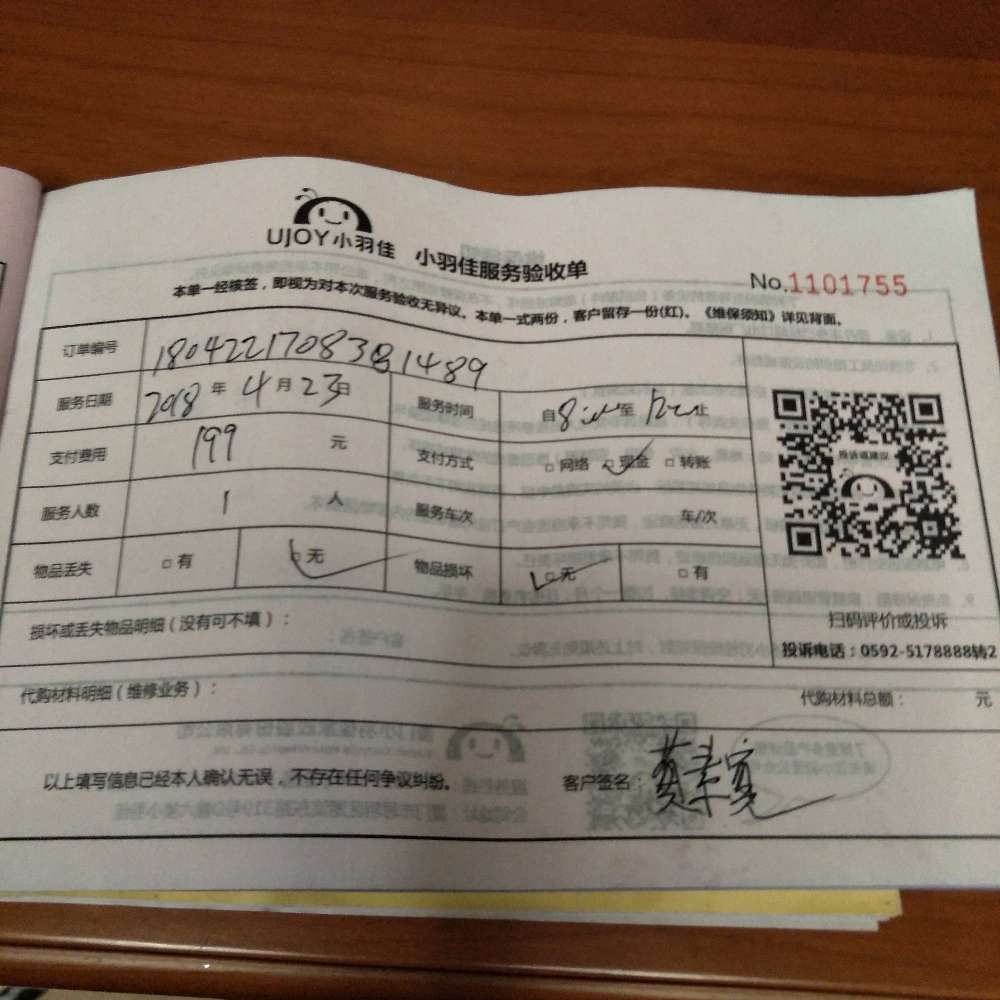 UJOY小羽佳 小羽佳服务验收单
No.1101755
本单一经核签，即视为对本次服务验收无异议。本单一式两份，客户留存一份(红)。《维保须知》详见背面。
订单编号
服务日期 2018 年 4 月 23 日 服务时间 自 至 止
支付费用 199 元 支付方式 □网络 □现金 □转账
服务人数 1 人 服务车次 车/次
物品丢失 □有 □无 物品损坏 □无 □有
投诉或建议
扫码评价或投诉
投诉电话：0592-5178888转2
损坏或丢失物品明细（没有可不填）：
代购材料明细（维修业务）： 代购材料总额： 元
以上填写信息已经本人确认无误，不存在任何争议纠纷。 客户签名：